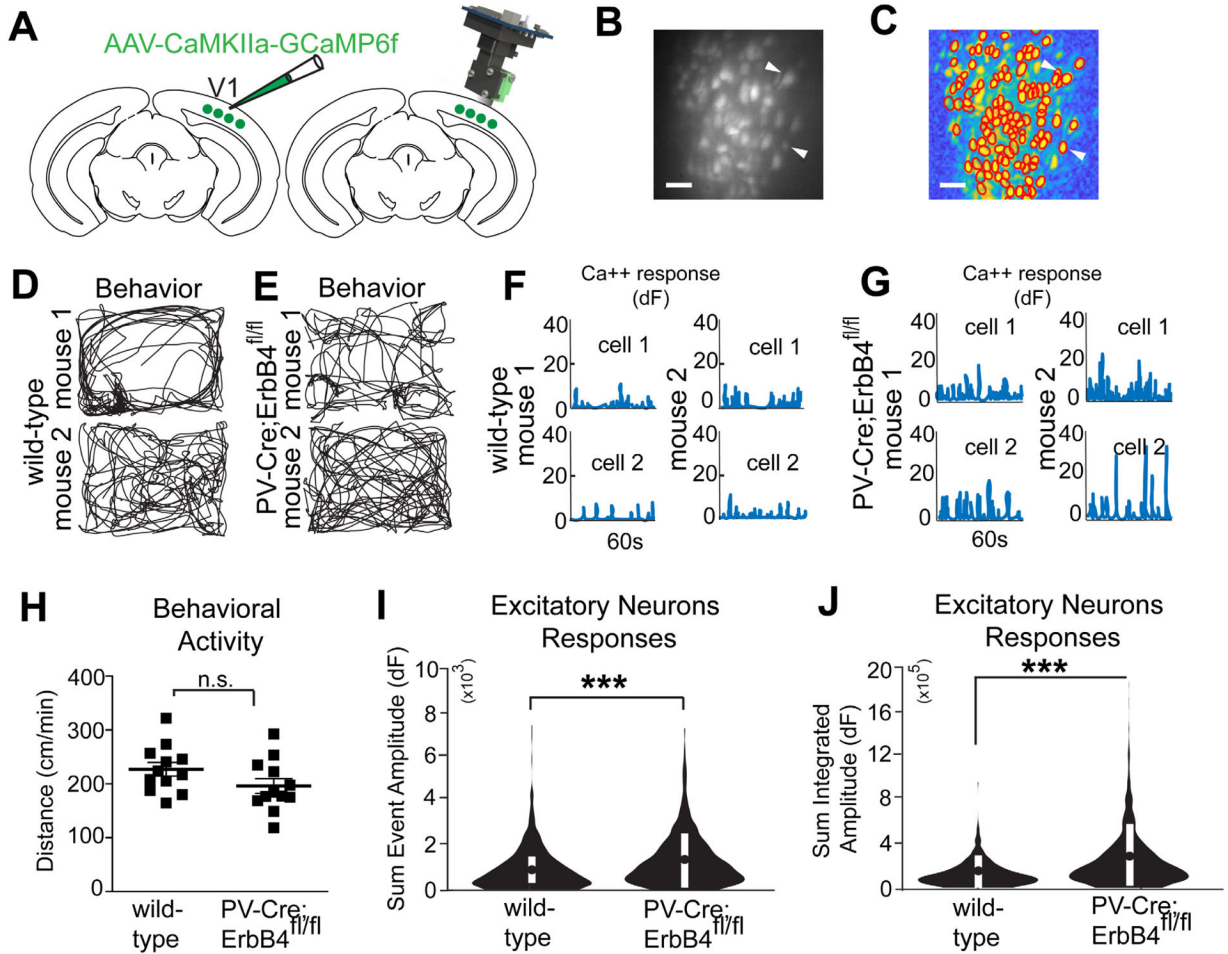 A
AAV-CaMKIIa-GCaMP6f
V1
B
C
D
Behavior
wild-type
mouse 1
mouse 2
E
Behavior
PV-Cre;ErbB4fl/fl
mouse 1
mouse 2
F
Ca++ response
(dF)
wild-type
mouse 1
40
20
0
cell 1
40
20
0
cell 2
mouse 2
40
20
0
cell 1
40
20
0
cell 2
60s
G
Ca++ response
(dF)
PV-Cre;ErbB4fl/fl
mouse 1
40
20
0
cell 1
40
20
0
cell 2
mouse 2
40
20
0
cell 1
40
20
0
cell 2
60s
H
Behavioral
Activity
Distance (cm/min)
400
300
200
100
0
n.s.
wild-
type
PV-Cre;
ErbB4fl/fl
I
Excitatory Neurons
Responses
Sum Event Amplitude (dF)
(x103)
10
8
6
4
2
0
***
wild-
type
PV-Cre;
ErbB4fl/fl
J
Excitatory Neurons
Responses
Sum Integrated
Amplitude (dF)
(x105)
20
16
12
8
4
0
***
wild-
type
PV-Cre;
ErbB4fl/fl